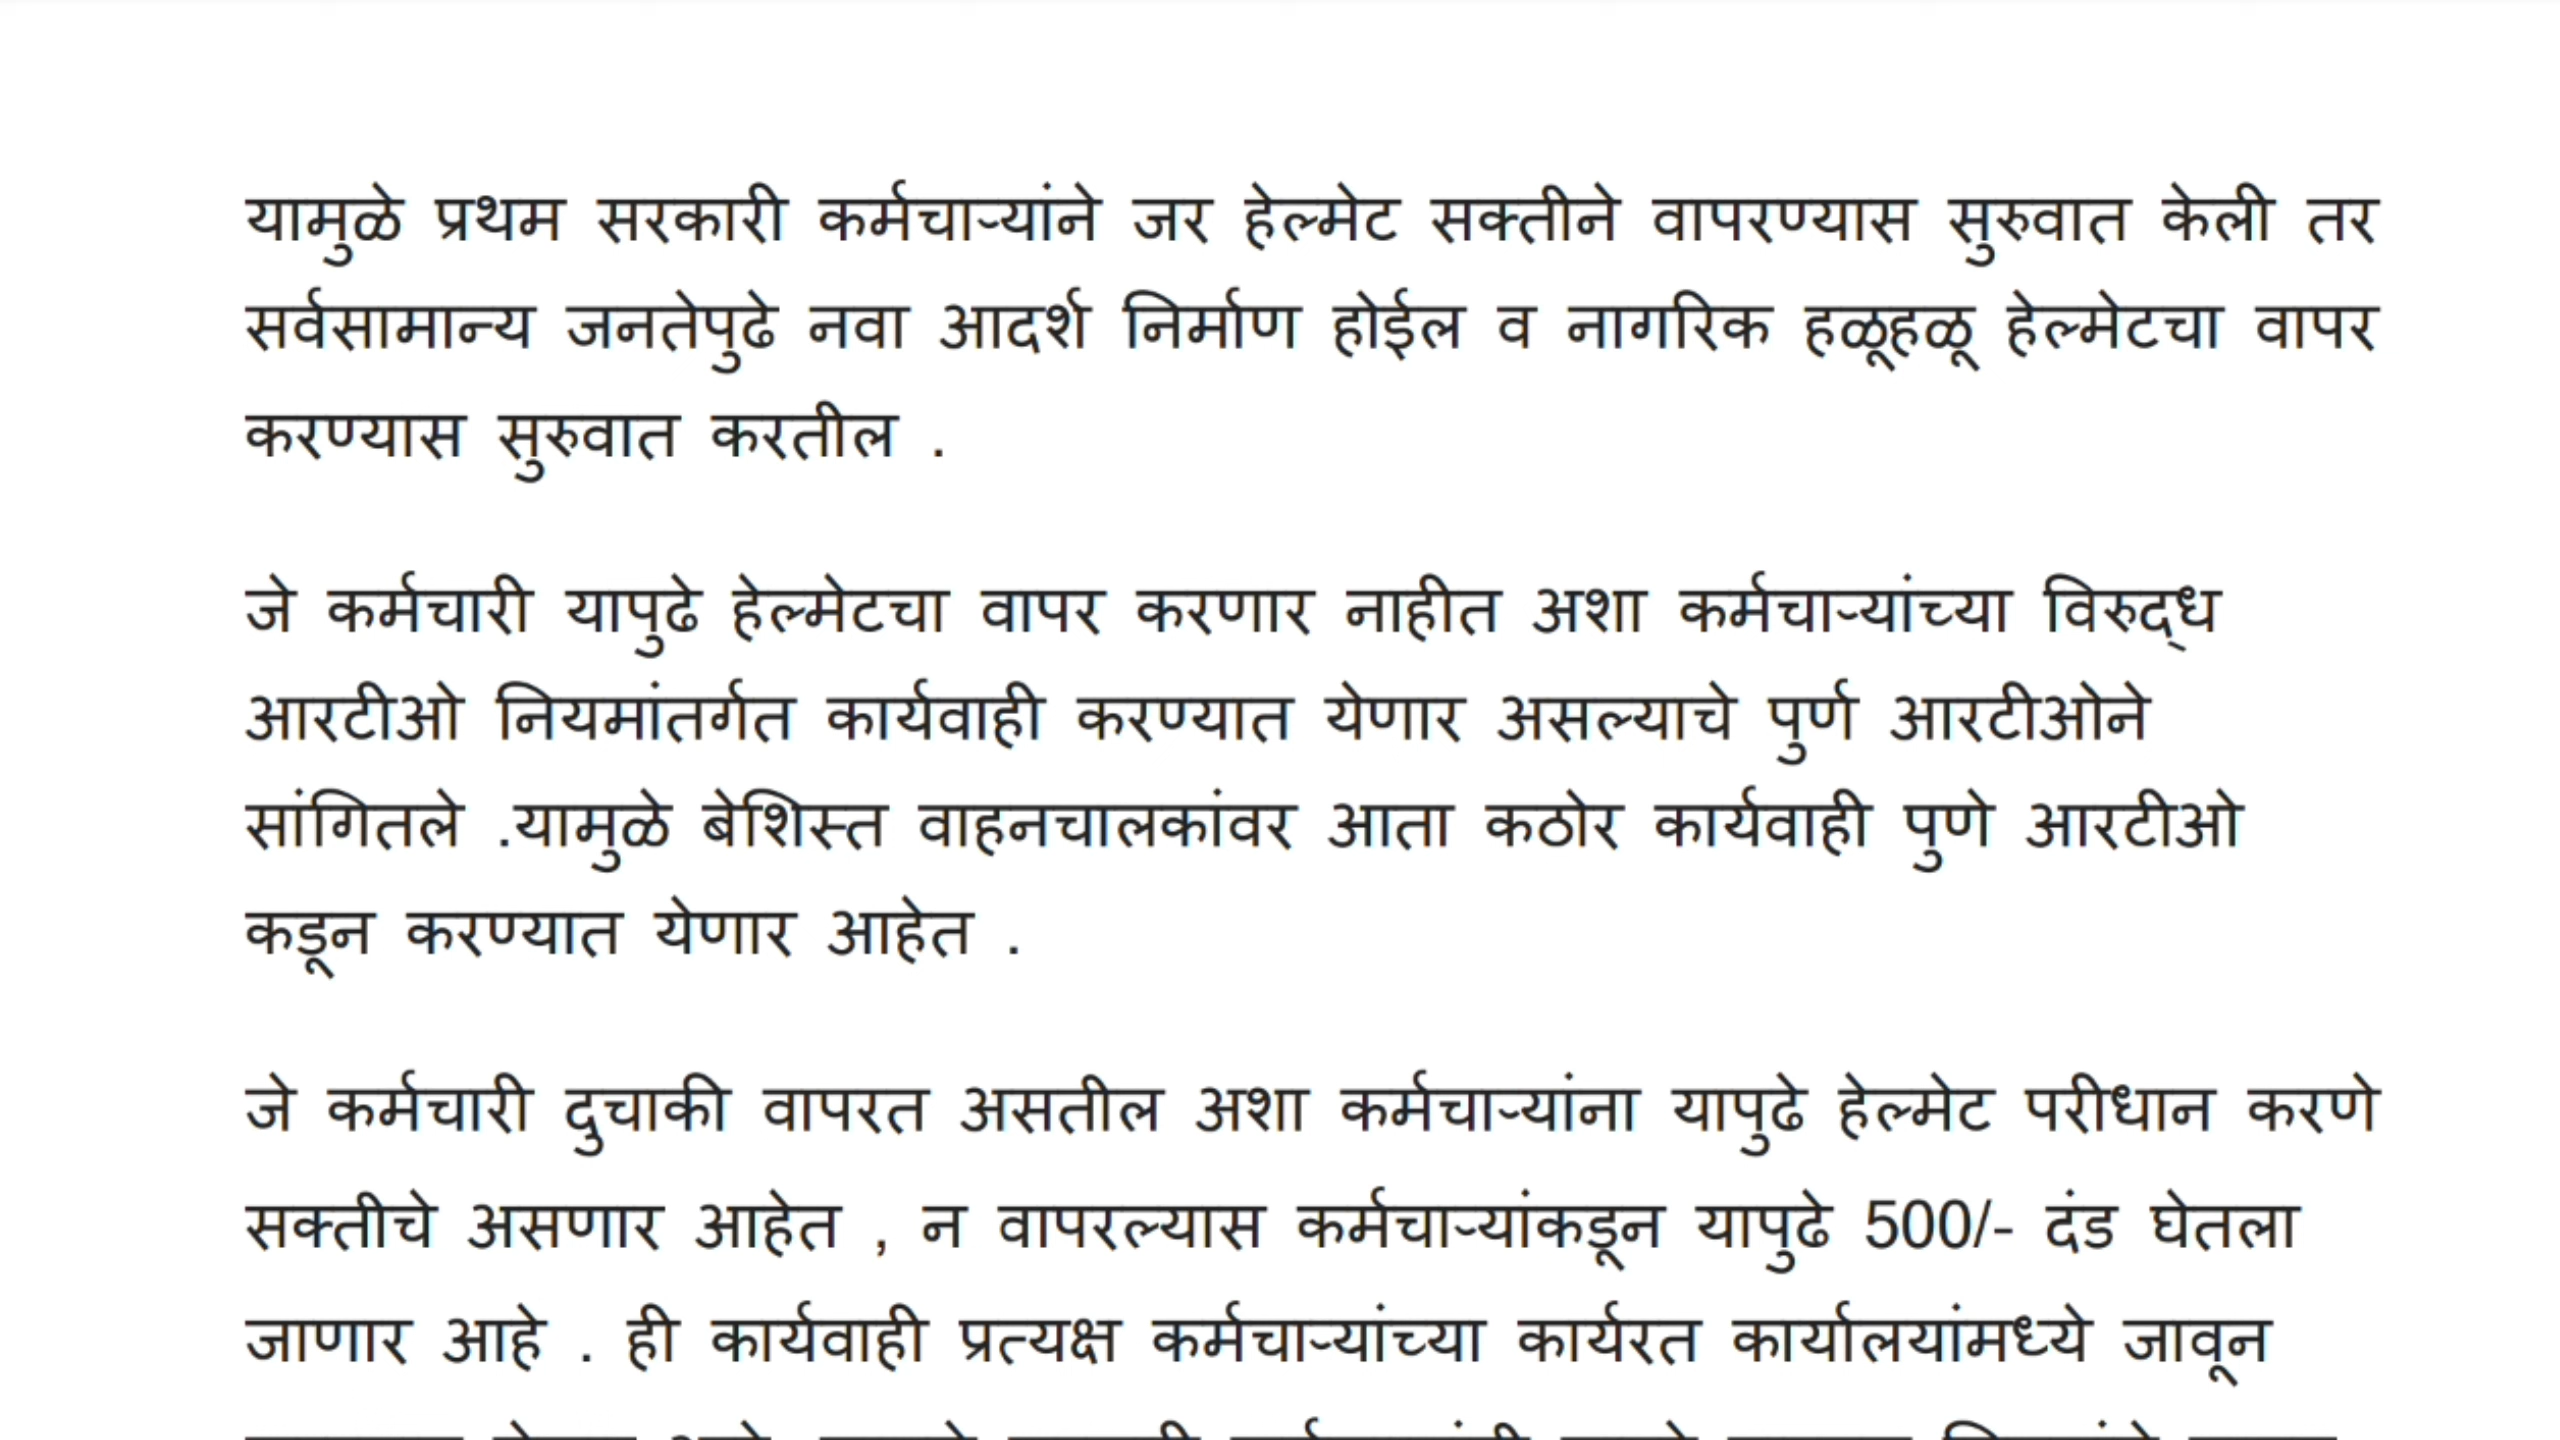 यामुळे प्रथम सरकारी कर्मचाऱ्यांने जर हेल्मेट सक्तीने वापरण्यास सुरुवात केली तर
सर्वसामान्य जनतेपुढे नवा आदर्श निर्माण होईल व नागरिक हळूहळू हेल्मेटचा वापर
करण्यास सुरुवात करतील .
जे कर्मचारी यापुढे हेल्मेटचा वापर करणार नाहीत अशा कर्मचाऱ्यांच्या विरुद्ध
आरटीओ नियमांतर्गत कार्यवाही करण्यात येणार असल्याचे पुर्ण आरटीओने
सांगितले .यामुळे बेशिस्त वाहनचालकांवर आता कठोर कार्यवाही पुणे आरटीओ
कडून करण्यात येणार आहेत .
जे कर्मचारी दुचाकी वापरत असतील अशा कर्मचाऱ्यांना यापुढे हेल्मेट परीधान करणे
सक्तीचे असणार आहेत , न वापरल्यास कर्मचाऱ्यांकडून यापुढे 500/- दंड घेतला
जाणार आहे . ही कार्यवाही प्रत्यक्ष कर्मचाऱ्यांच्या कार्यरत कार्यालयांमध्ये जावून